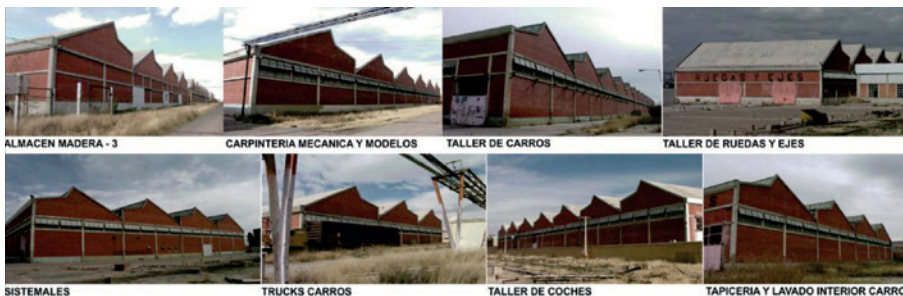 RUEDAS Y EJES
ALMACEN MADERA - 3
CARPINTERIA MECANICA Y MODELOS
TALLER DE CARROS
TALLER DE RUEDAS Y EJES
SISTEMALES
TRUCKS CARROS
TALLER DE COCHES
TAPICERIA Y LAVADO INTERIOR CARRO